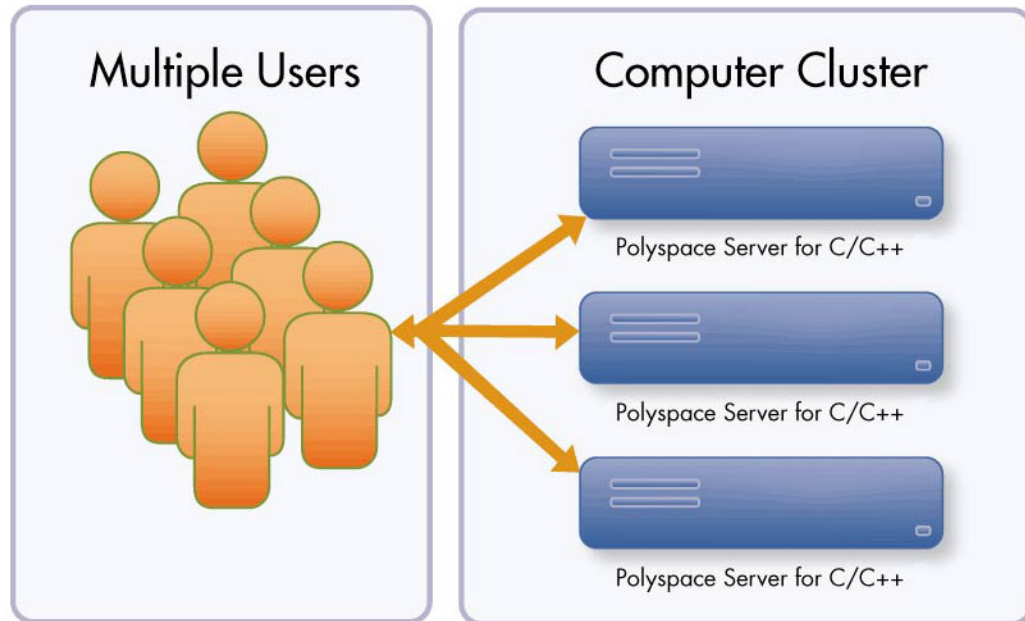 Multiple Users
Computer Cluster
Polyspace Server for C/C++
Polyspace Server for C/C++
Polyspace Server for C/C++